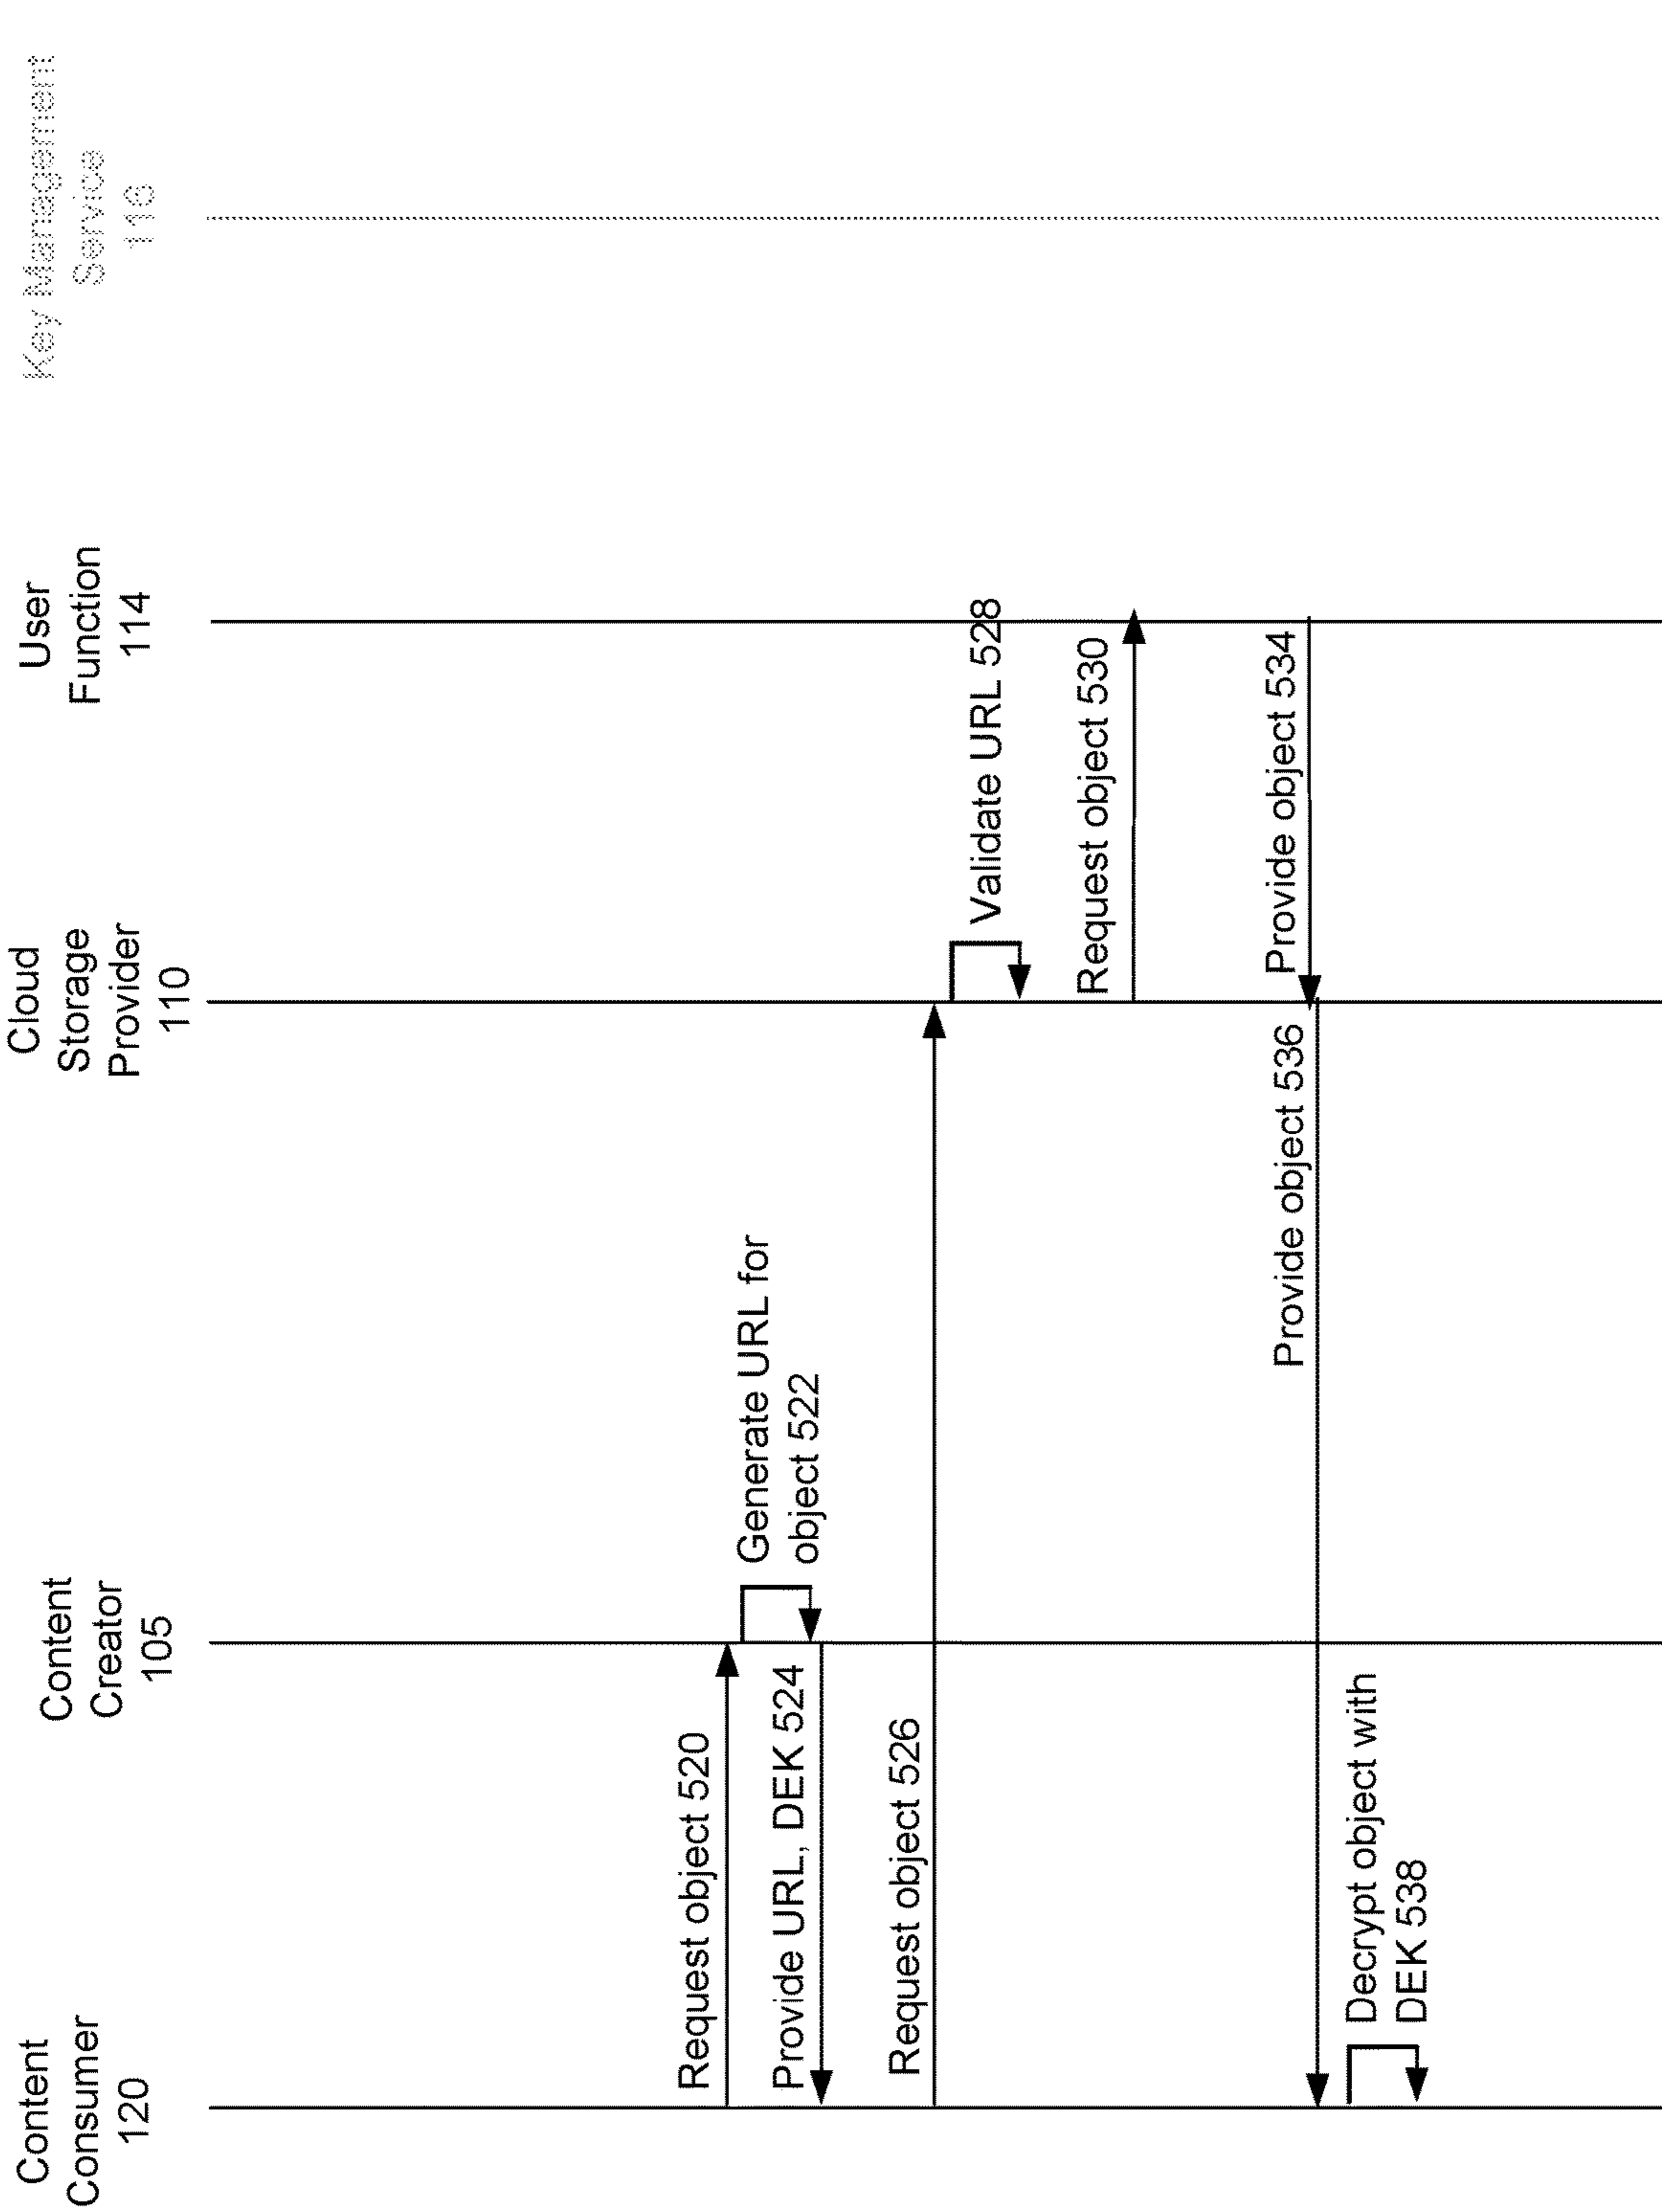 Content
Consumer
120
Content
Creator
105
Cloud
Storage
Provider
110
User
Function
114
Key Management
Service
116
Request object 520
Generate URL for
object 522
Provide URL, DEK 524
Request object 526
Validate URL 528
Request object 530
Provide object 534
Provide object 536
Decrypt object with
DEK 538